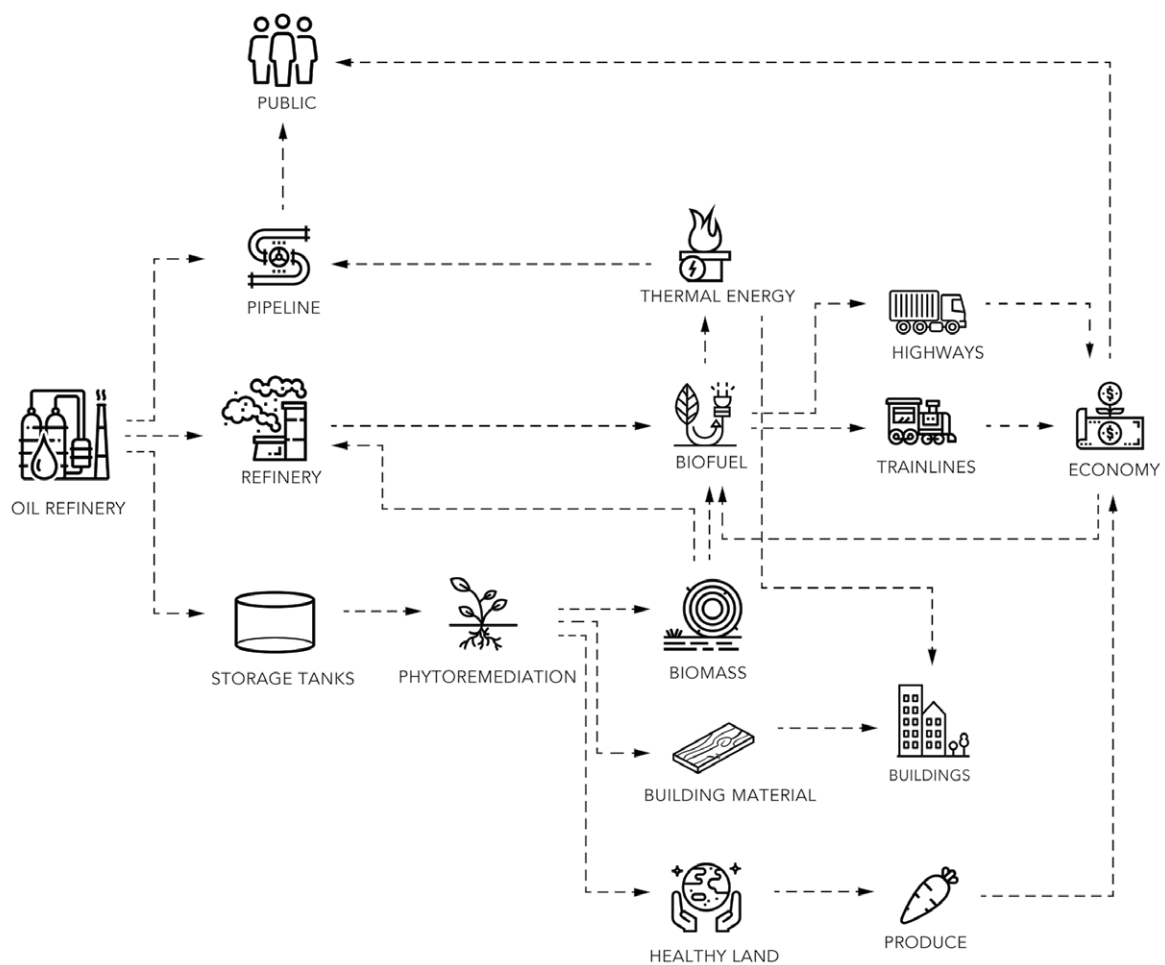 PUBLIC
PIPELINE
THERMAL ENERGY
HIGHWAYS
OIL REFINERY
REFINERY
BIOFUEL
TRAINLINES
ECONOMY
STORAGE TANKS
PHYTOREMEDIATION
BIOMASS
BUILDING MATERIAL
BUILDINGS
HEALTHY LAND
PRODUCE